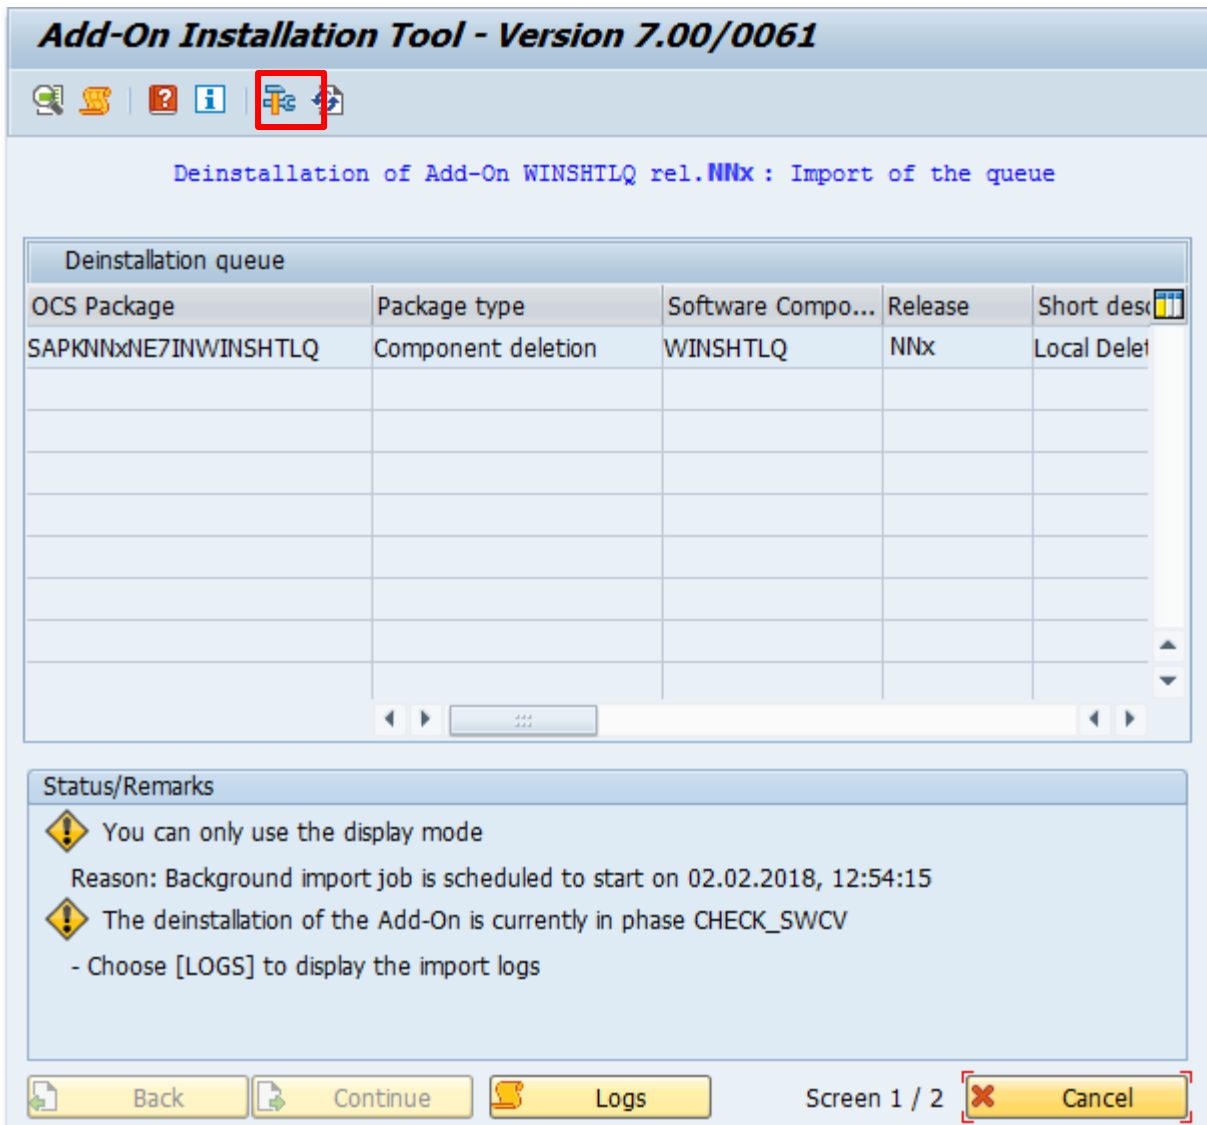 Add-On Installation Tool - Version 7.00/0061
Deinstallation of Add-On WINSHTLQ rel.NNx : Import of the queue
Deinstallation queue
OCS Package Package type Software Compo... Release Short desc
SAPKNNxNE7INWINSHTLQ Component deletion WINSHTLQ NNx Local Delet
Status/Remarks
You can only use the display mode
Reason: Background import job is scheduled to start on 02.02.2018, 12:54:15
The deinstallation of the Add-On is currently in phase CHECK_SWCV
- Choose [LOGS] to display the import logs
Back Continue Logs Screen 1 / 2 Cancel